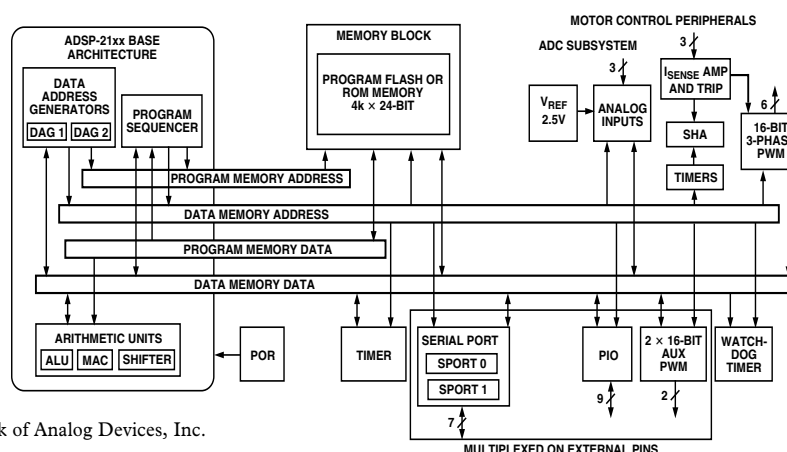 ADSP-21xx BASE
ARCHITECTURE
DATA
ADDRESS
GENERATORS
DAG 1 DAG 2
PROGRAM
SEQUENCER
MEMORY BLOCK
PROGRAM FLASH OR
ROM MEMORY
4k × 24-BIT
MOTOR CONTROL PERIPHERALS
ADC SUBSYSTEM
3
VREF
2.5V
ANALOG
INPUTS
3
ISENSE AMP
AND TRIP
SHA
TIMERS
6
16-BIT
3-PHASE
PWM
PROGRAM MEMORY ADDRESS
DATA MEMORY ADDRESS
PROGRAM MEMORY DATA
DATA MEMORY DATA
ARITHMETIC UNITS
ALU MAC SHIFTER
POR
TIMER
SERIAL PORT
SPORT 0
SPORT 1
7
PIO
9
2 × 16-BIT
AUX
PWM
2
WATCH-
DOG
TIMER
MULTIPLEXED ON EXTERNAL PINS
k of Analog Devices, Inc.